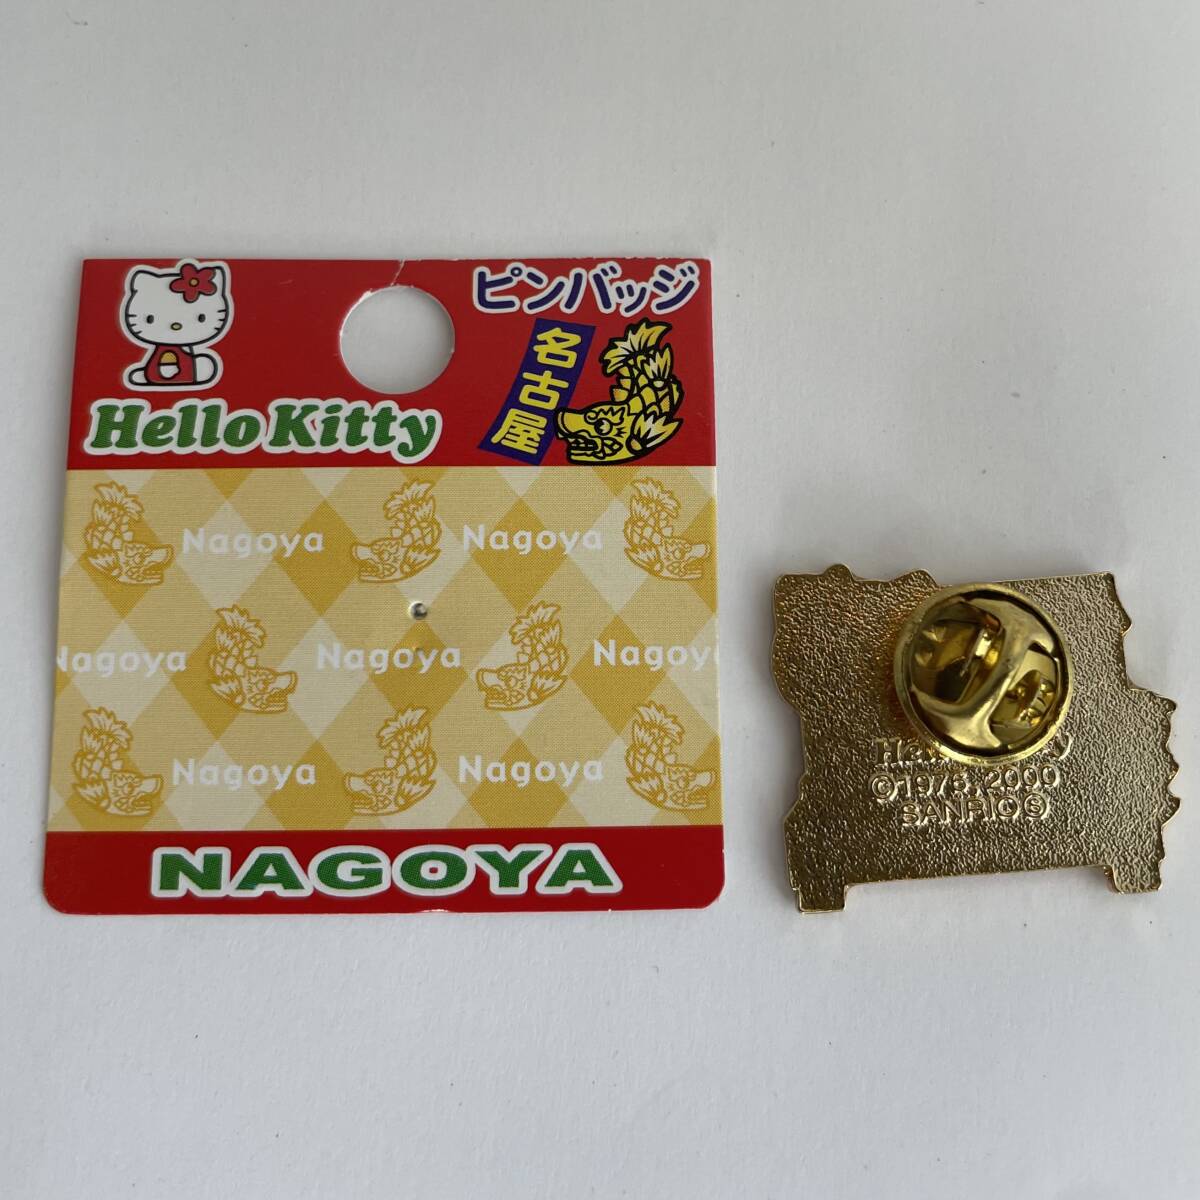 ピンバッジ
名古屋
Hello Kitty
Nagoya Nagoya
Nagoya Nagoya Nagoy
Nagoya Nagoya
NAGOYA
©1976,2000
SANRIO